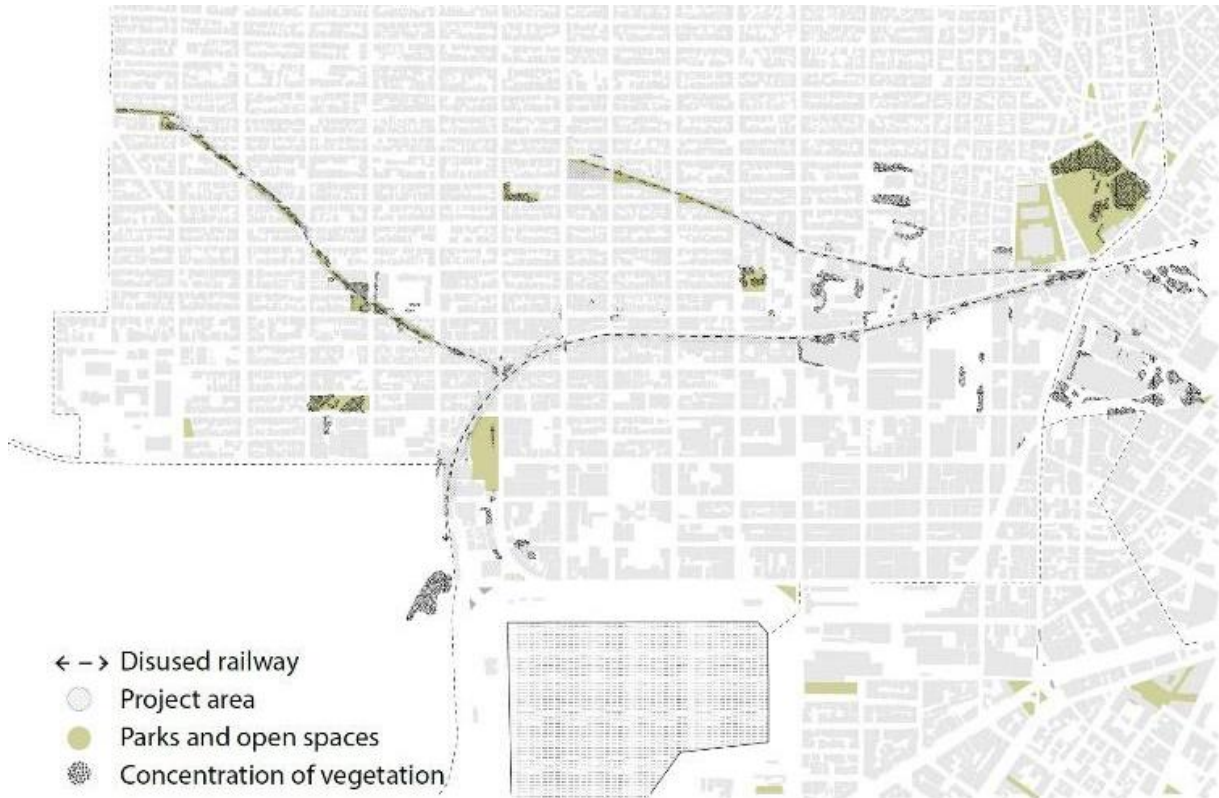 Disused railway
Project area
Parks and open spaces
Concentration of vegetation